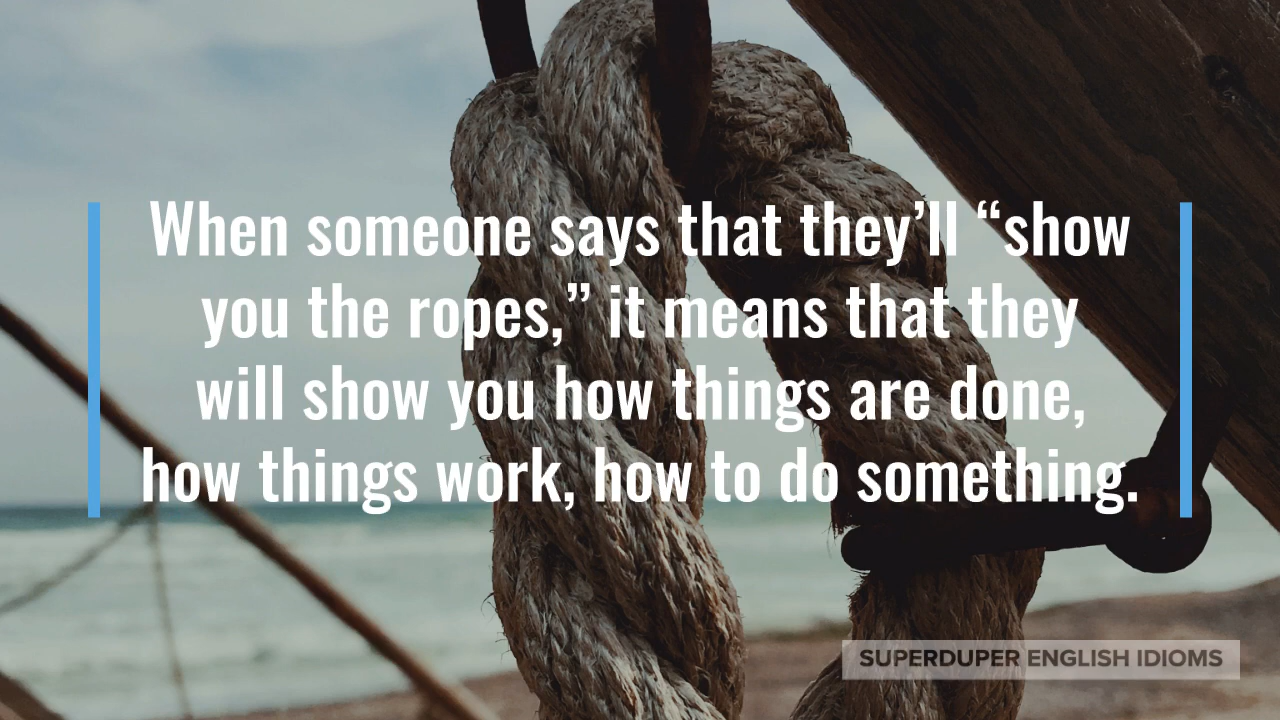 When someone says that they’ll “show
you the ropes,” it means that they
will show you how things are done,
how things work, how to do something.
SUPERDUPER ENGLISH IDIOMS